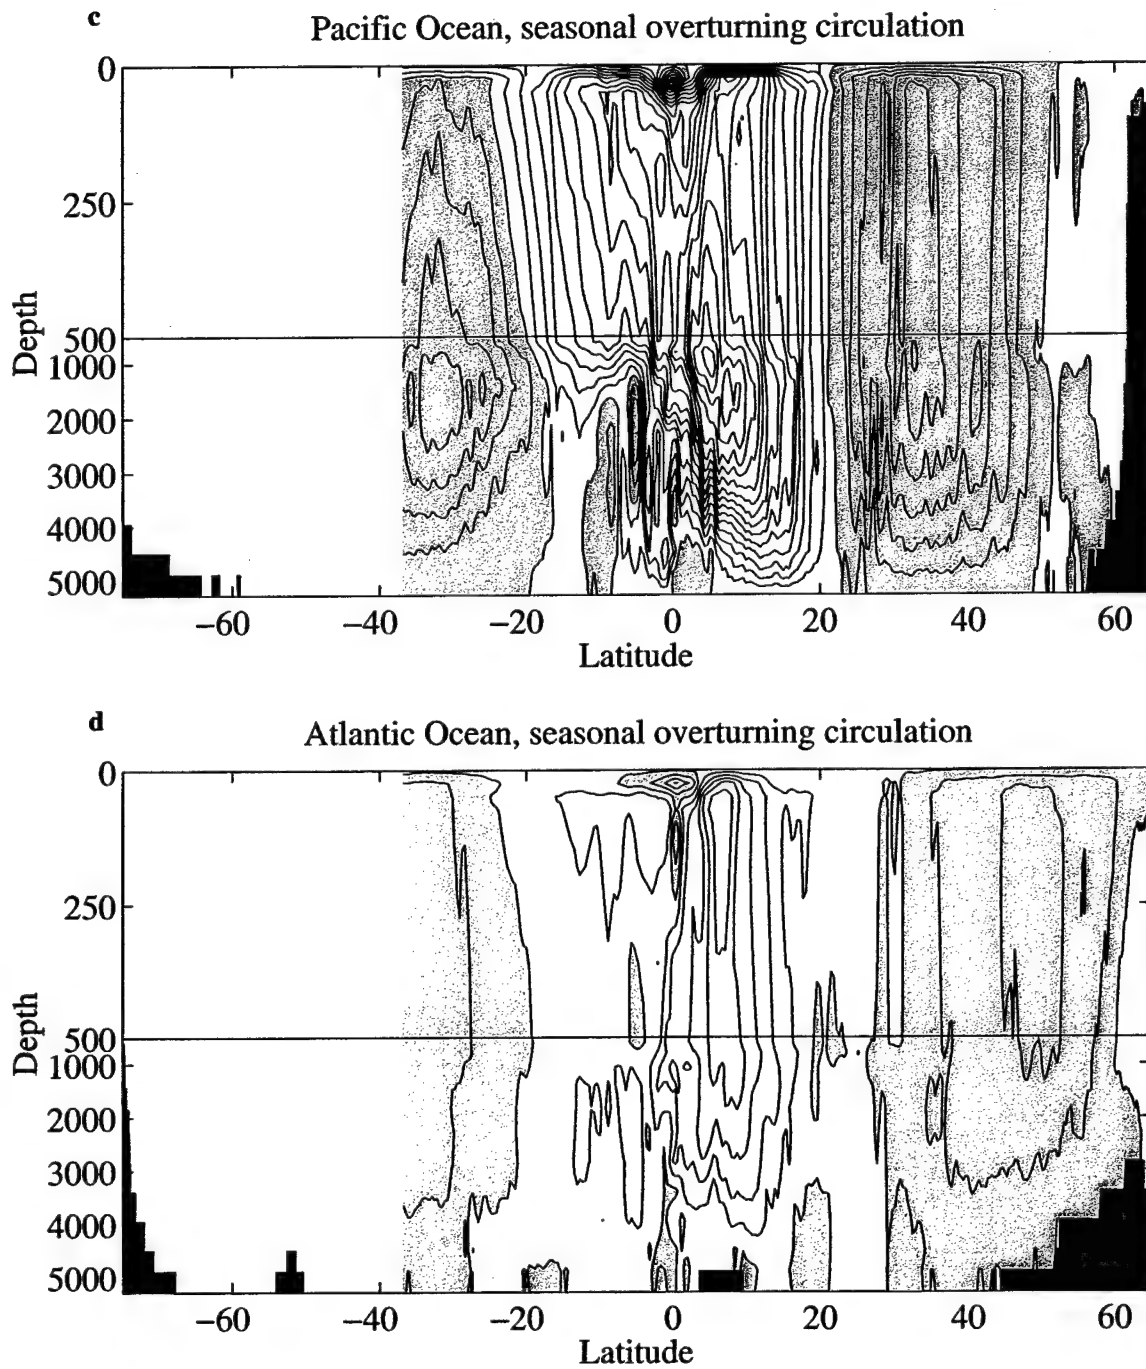 c
Pacific Ocean, seasonal overturning circulation
0
250
500
1000
2000
3000
4000
5000
Depth
−60 −40 −20 0 20 40 60
Latitude
d
Atlantic Ocean, seasonal overturning circulation
0
250
500
1000
2000
3000
4000
5000
Depth
−60 −40 −20 0 20 40 60
Latitude